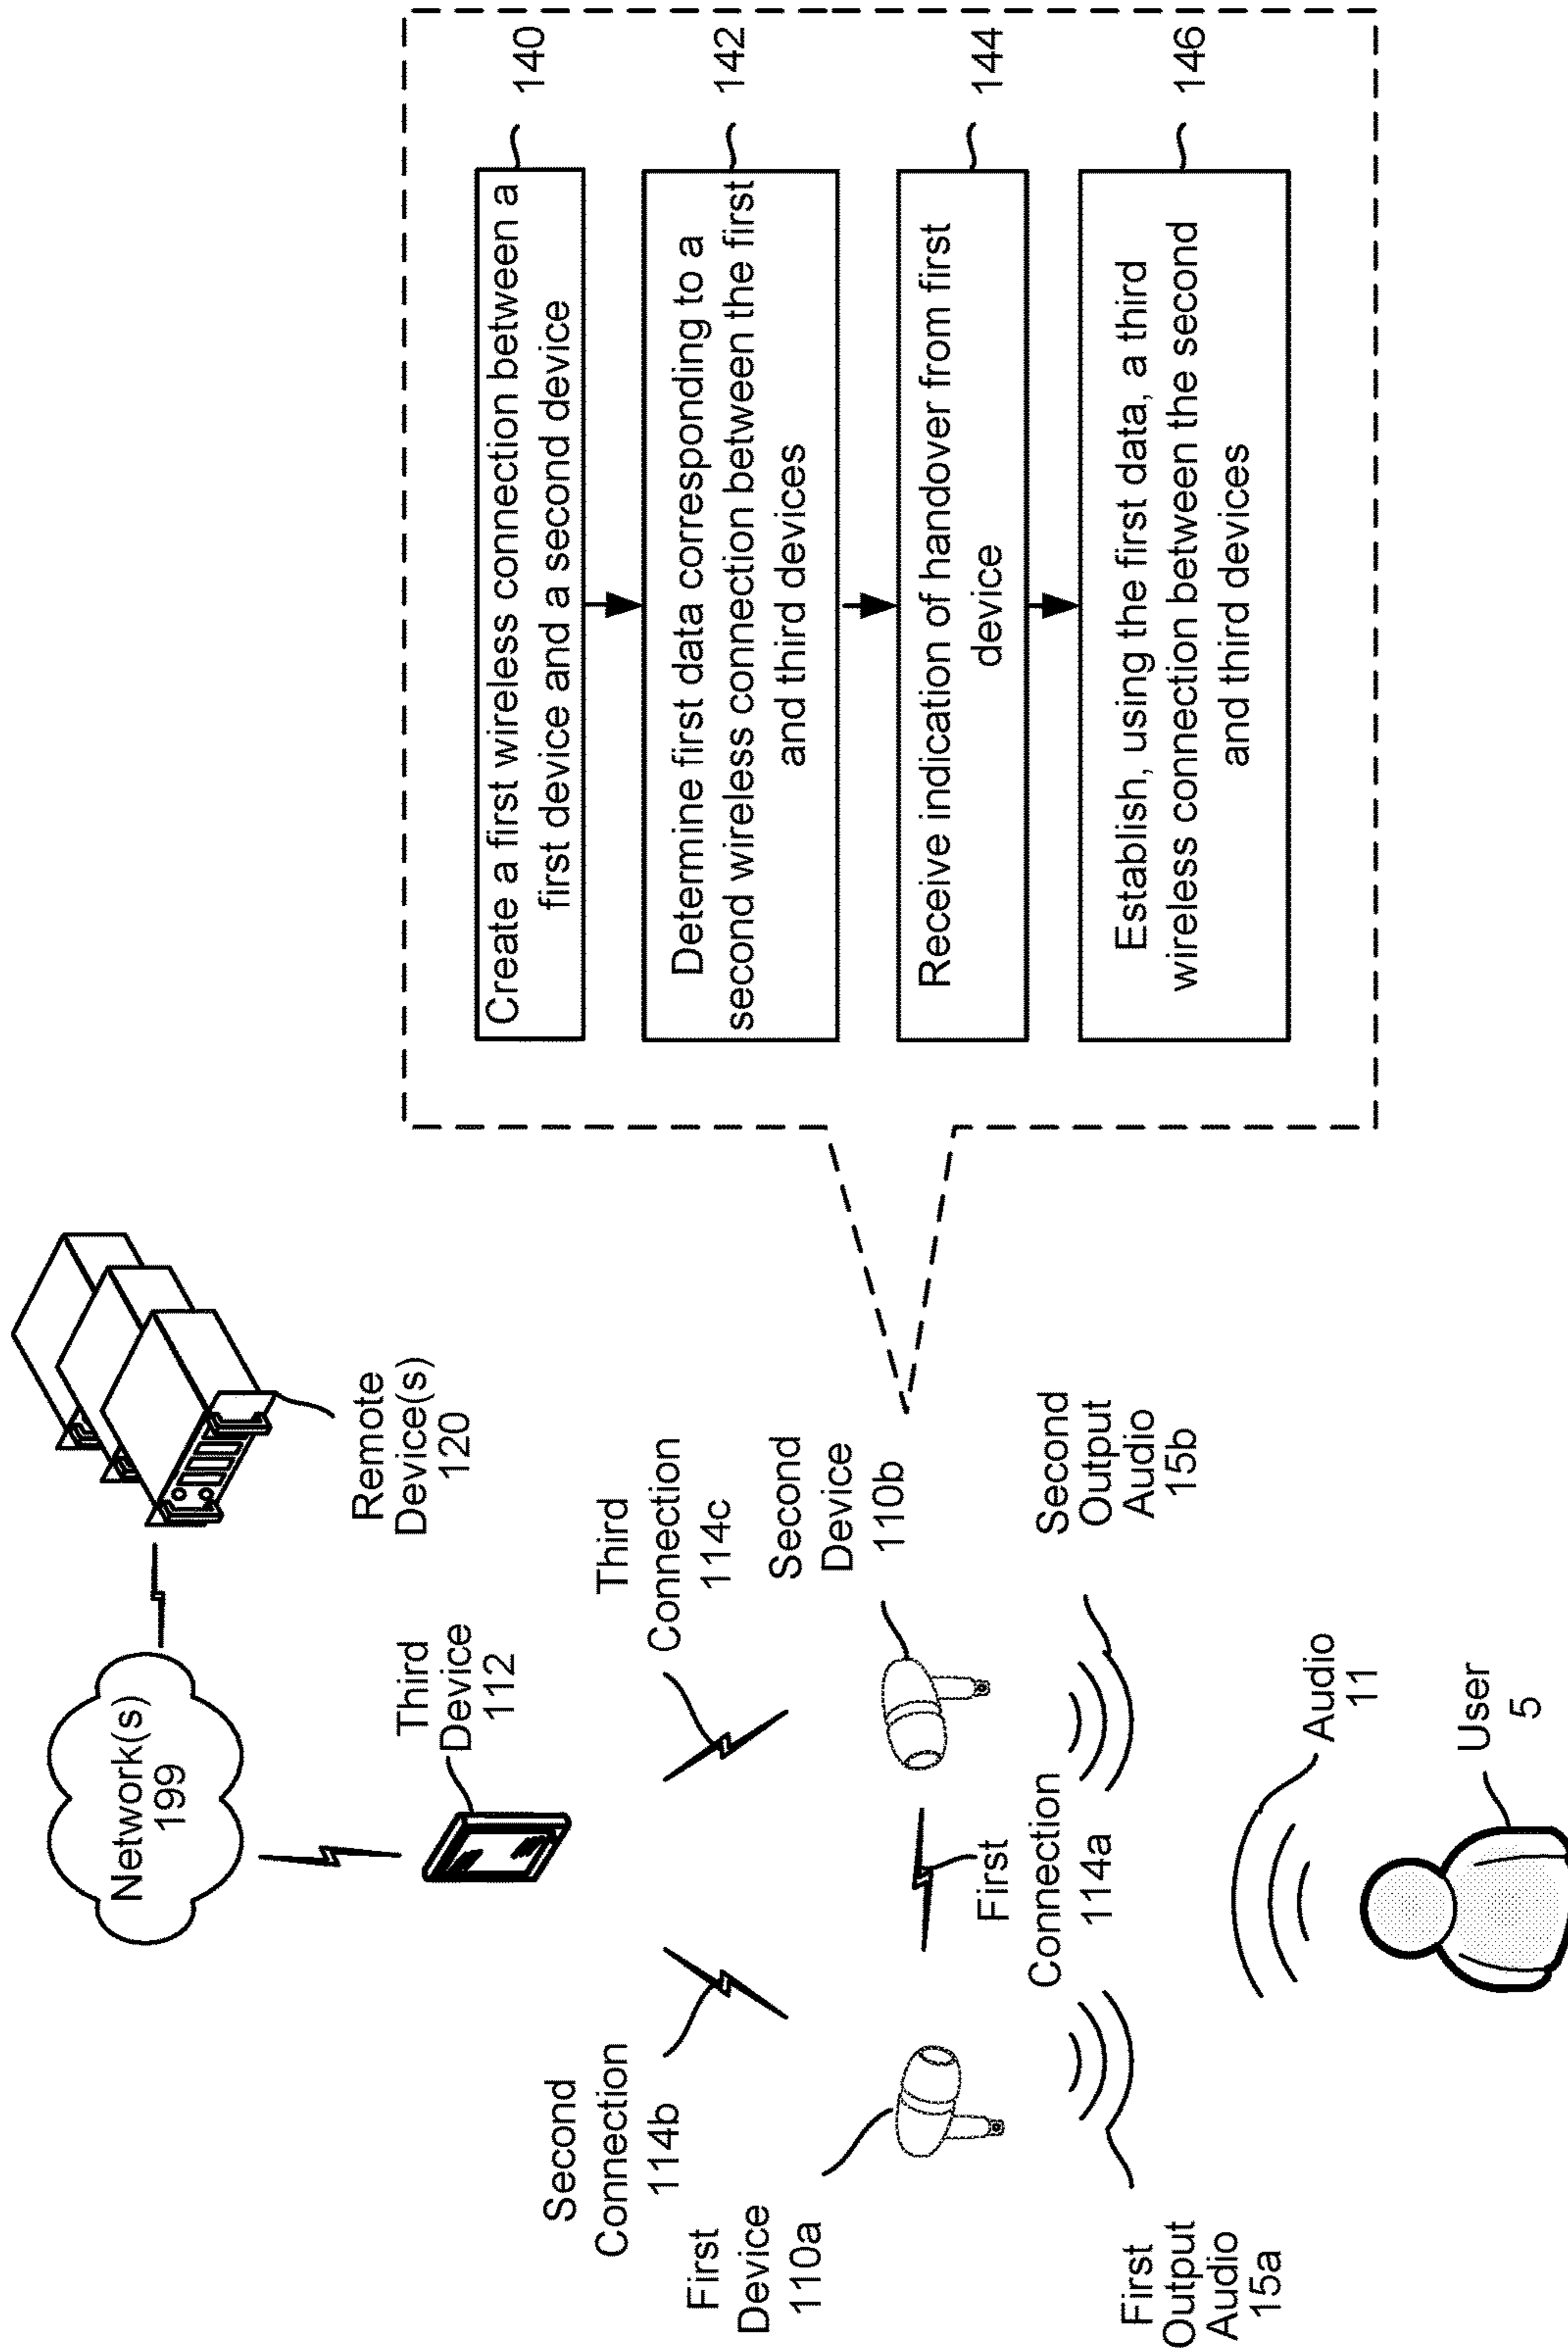 Remote
Device(s)
120
Network(s)
199
Third
Device
112
Second
Connection
114b
Third
Connection
114c
First
Device
110a
Second
Device
110b
First
Connection
114a
First
Output
Audio
15a
Second
Output
Audio
15b
Audio
11
User
5
Create a first wireless connection between a
first device and a second device
140
Determine first data corresponding to a
second wireless connection between the first
and third devices
142
Receive indication of handover from first
device
144
Establish, using the first data, a third
wireless connection between the second
and third devices
146